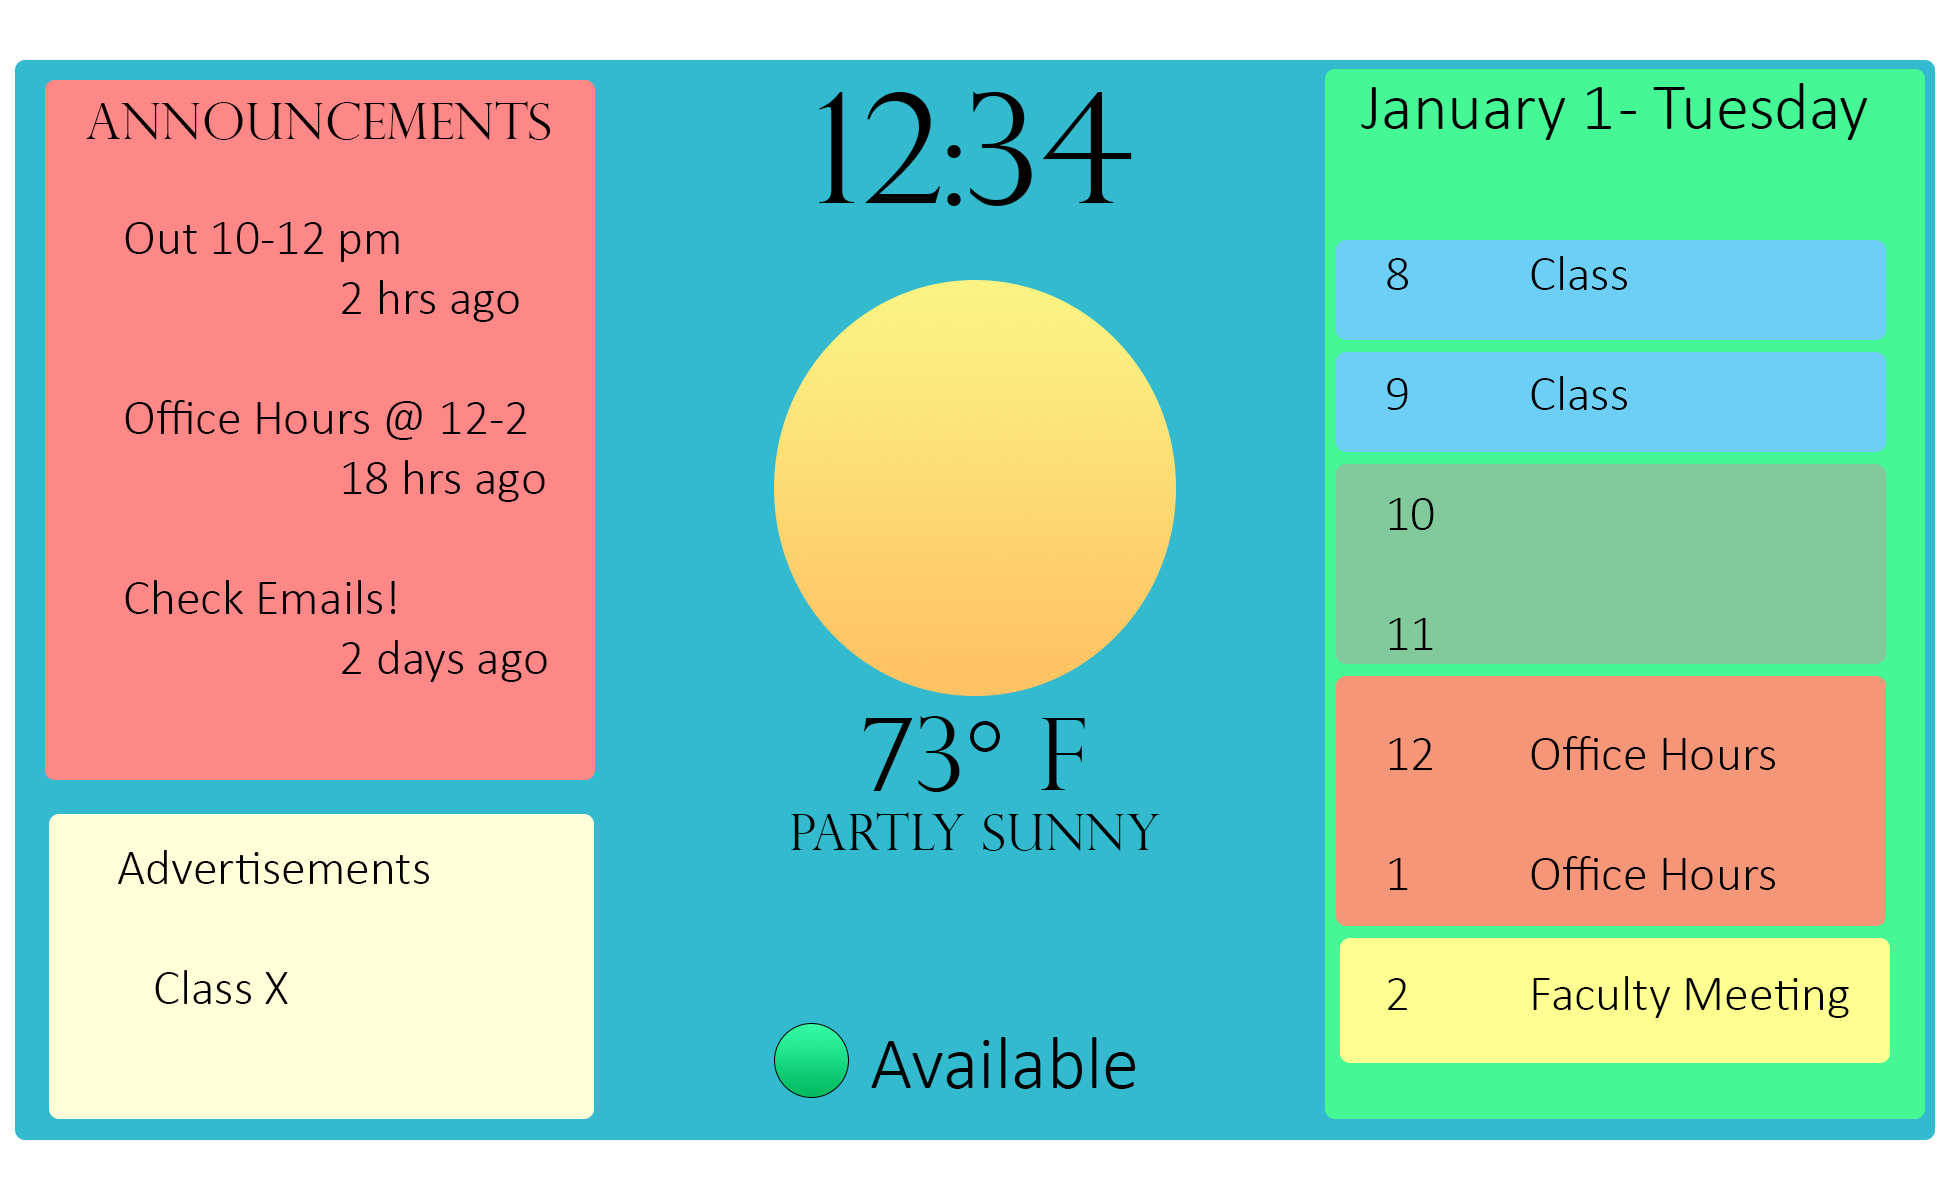 ANNOUNCEMENTS
Out 10-12 pm
2 hrs ago
Office Hours @ 12-2
18 hrs ago
Check Emails!
2 days ago
Advertisements
Class X
12:34
73° F
PARTLY SUNNY
Available
January 1- Tuesday
8 Class
9 Class
10
11
12 Office Hours
1 Office Hours
2 Faculty Meeting